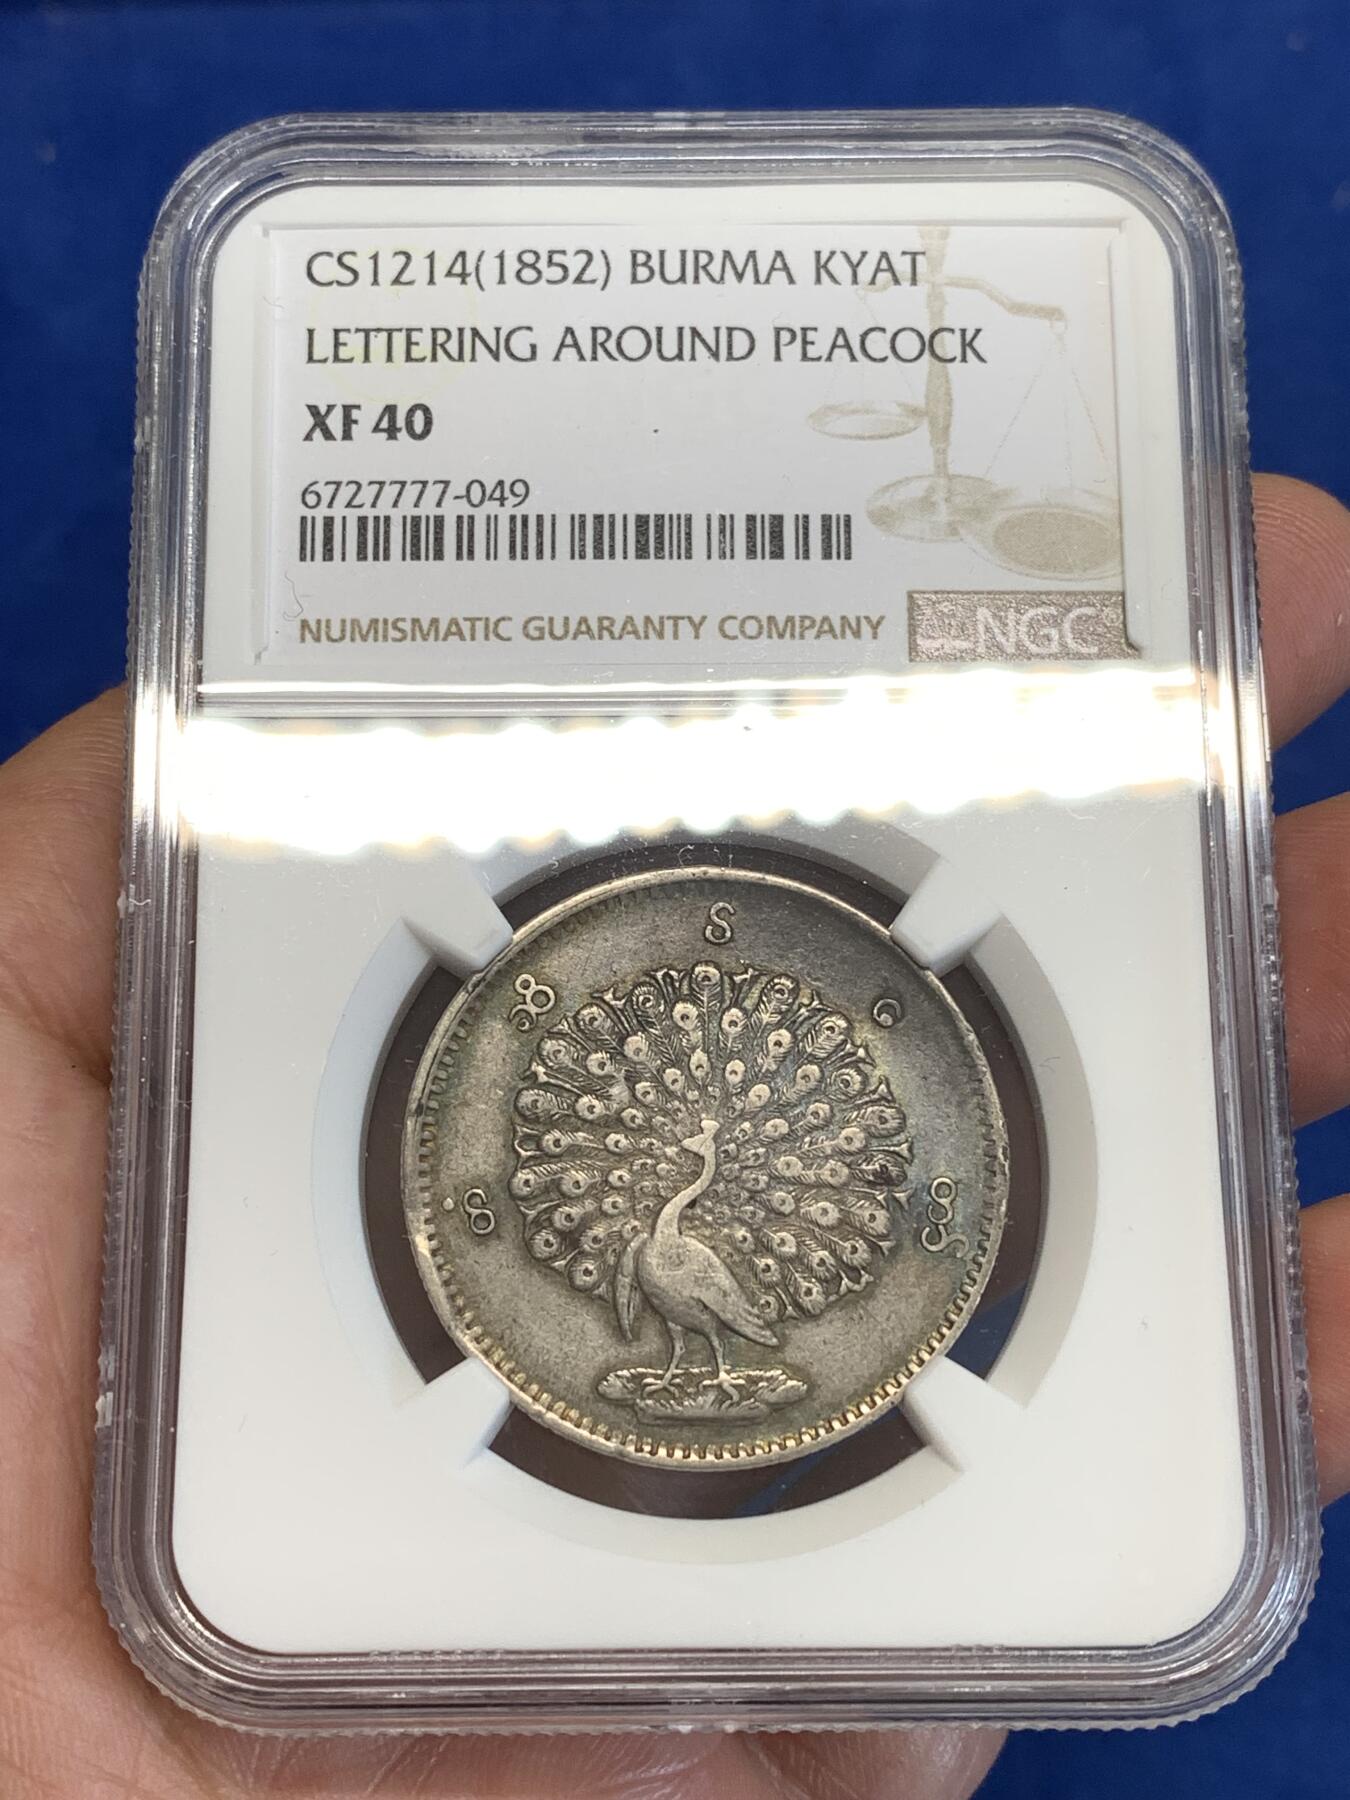 CS1214(1852) BURMA KYAT
LETTERING AROUND PEACOCK
XF 40
6727777-049
NUMISMATIC GUARANTY COMPANY
NGC